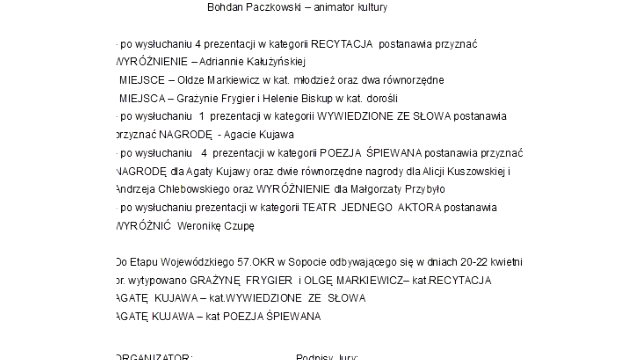 Bohdan Paczkowski – animator kultury
- po wysłuchaniu 4 prezentacji w kategorii RECYTACJA postanawia przyznać
WYRÓŻNIENIE – Adriannie Kałużyńskiej
MIEJSCE – Oldze Markiewicz w kat. młodzież oraz dwa równorzędne
MIEJSCA – Grażynie Frygier i Helenie Biskup w kat. dorośli
- po wysłuchaniu 1 prezentacji w kategorii WYWIEDZIONE ZE SŁOWA postanawia
przyznać NAGRODĘ - Agacie Kujawa
- po wysłuchaniu 4 prezentacji w kategorii POEZJA ŚPIEWANA postanawia przyznać
NAGRODĘ dla Agaty Kujawy oraz dwie równorzędne nagrody dla Alicji Kuszowskiej i
Andrzeja Chlebowskiego oraz WYRÓŻNIENIE dla Małgorzaty Przybyło
- po wysłuchaniu prezentacji w kategorii TEATR JEDNEGO AKTORA postanawia
WYRÓŻNIĆ Weronikę Czupę
Do Etapu Wojewódzkiego 57.OKR w Sopocie odbywającego się w dniach 20-22 kwietni
br. wytypowano GRAŻYNĘ FRYGIER i OLGĘ MARKIEWICZ– kat.RECYTACJA
AGATĘ KUJAWA – kat.WYWIEDZIONE ZE SŁOWA
AGATĘ KUJAWA – kat POEZJA ŚPIEWANA
ORGANIZATOR: Podpisy Jury: